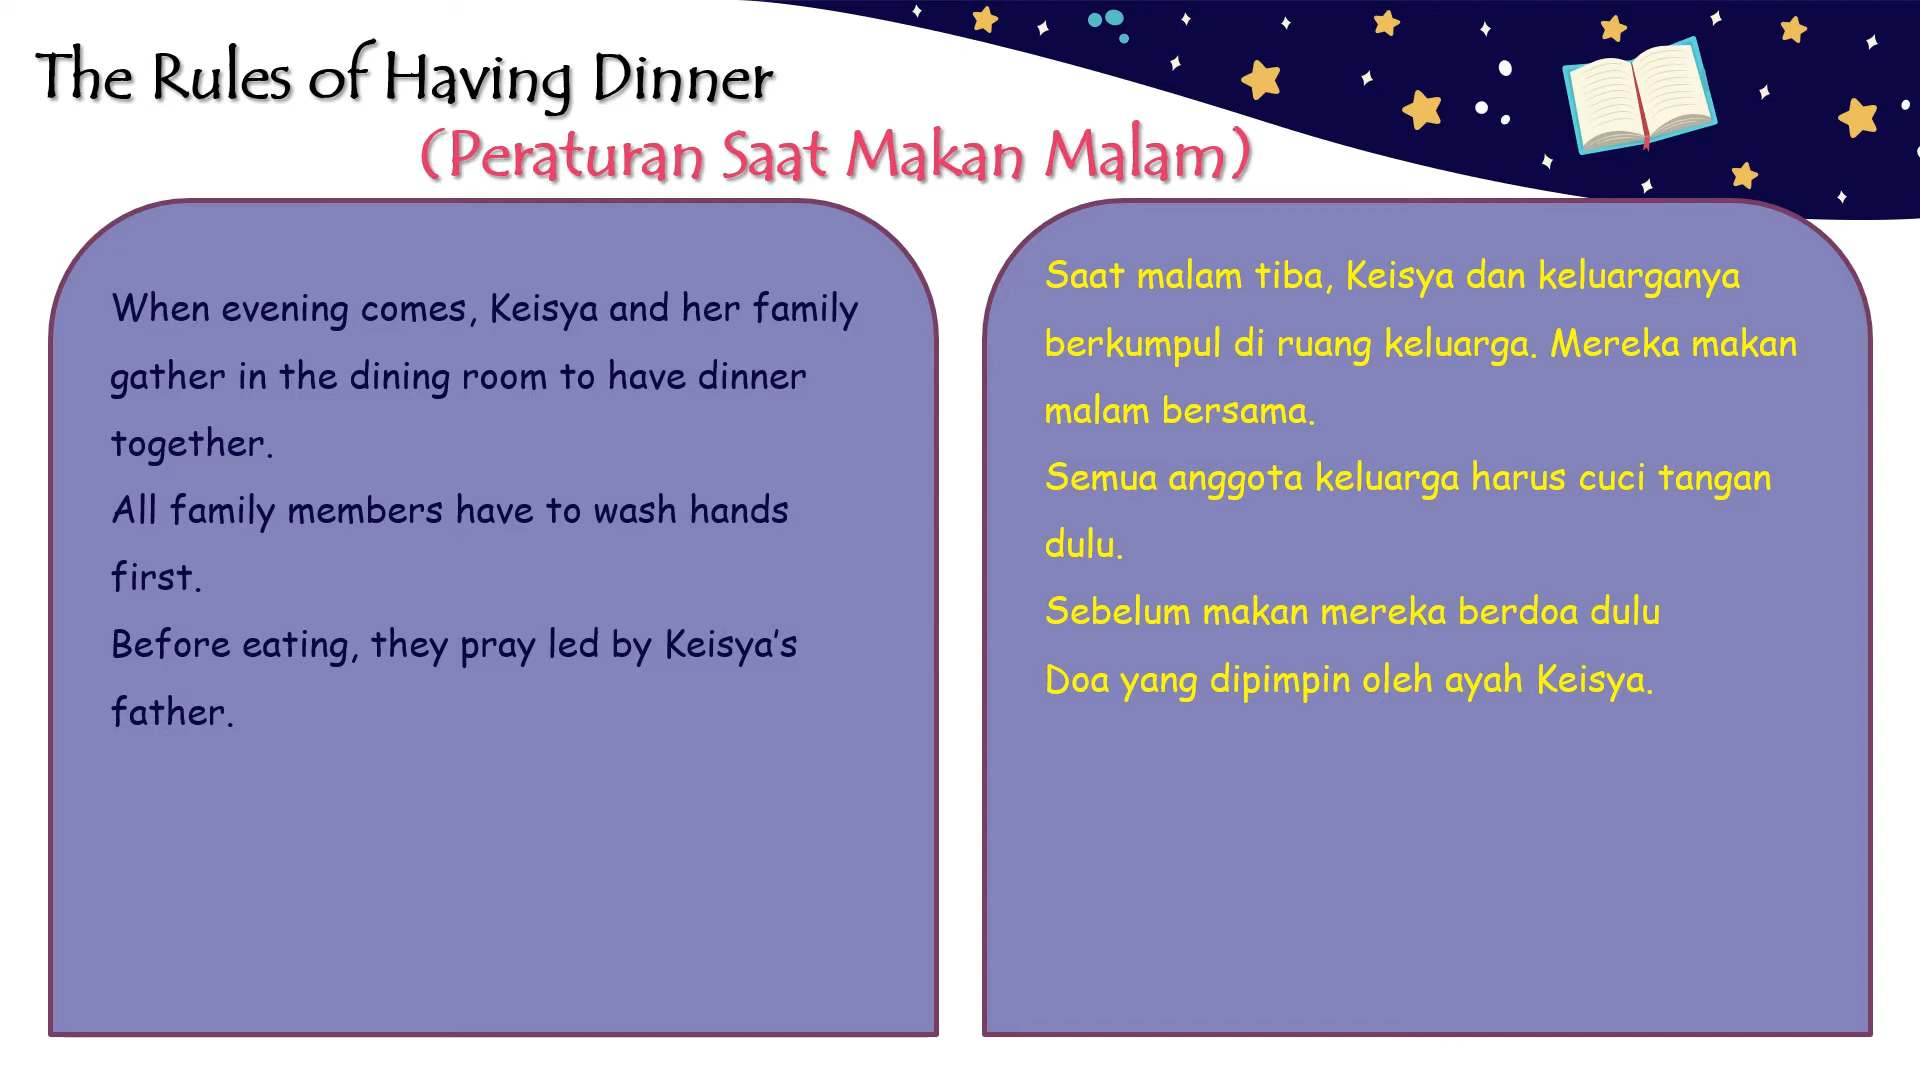 The Rules of Having Dinner
(Peraturan Saat Makan Malam)
When evening comes, Keisya and her family
gather in the dining room to have dinner
together.
All family members have to wash hands
first.
Before eating, they pray led by Keisya's
father.
Saat malam tiba, Keisya dan keluarganya
berkumpul di ruang keluarga. Mereka makan
malam bersama.
Semua anggota keluarga harus cuci tangan
dulu.
Sebelum makan mereka berdoa dulu
Doa yang dipimpin oleh ayah Keisya.